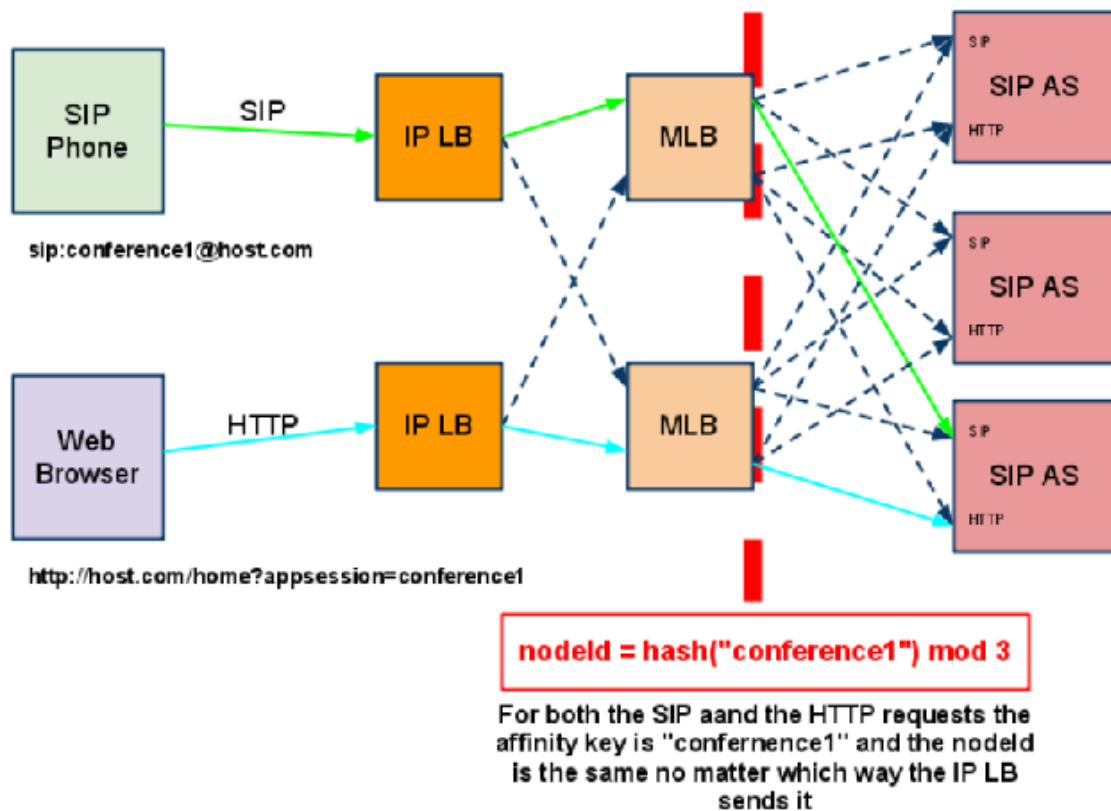 SIP
Phone
SIP
IP LB
MLB
SIP
SIP AS
HTTP
sip:conference1@host.com
SIP
SIP AS
HTTP
Web
Browser
HTTP
IP LB
MLB
SIP
SIP AS
HTTP
http://host.com/home?appsession=conference1
nodeId = hash("conference1") mod 3
For both the SIP aand the HTTP requests the
affinity key is "confernence1" and the nodeId
is the same no matter which way the IP LB
sends it